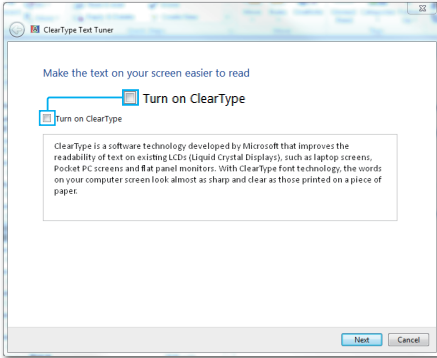 ClearType Text Tuner
Make the text on your screen easier to read
Turn on ClearType
Turn on ClearType
ClearType is a software technology developed by Microsoft that improves the
readability of text on existing LCDs (Liquid Crystal Displays), such as laptop screens,
Pocket PC screens and flat panel monitors. With ClearType font technology, the words
on your computer screen look almost as sharp and clear as those printed on a piece of
paper.
Next Cancel